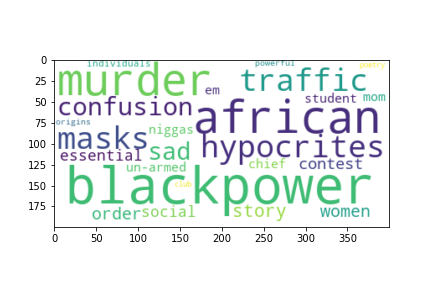 individuals powerful poetry
0
murder traffic
25
em student mom
50 confusion
origins african
75
masks niggas
100 hypocrites
essential sad
125 un-armed chief contest
150 blackpower club
175 order social story women
0 50 100 150 200 250 300 350